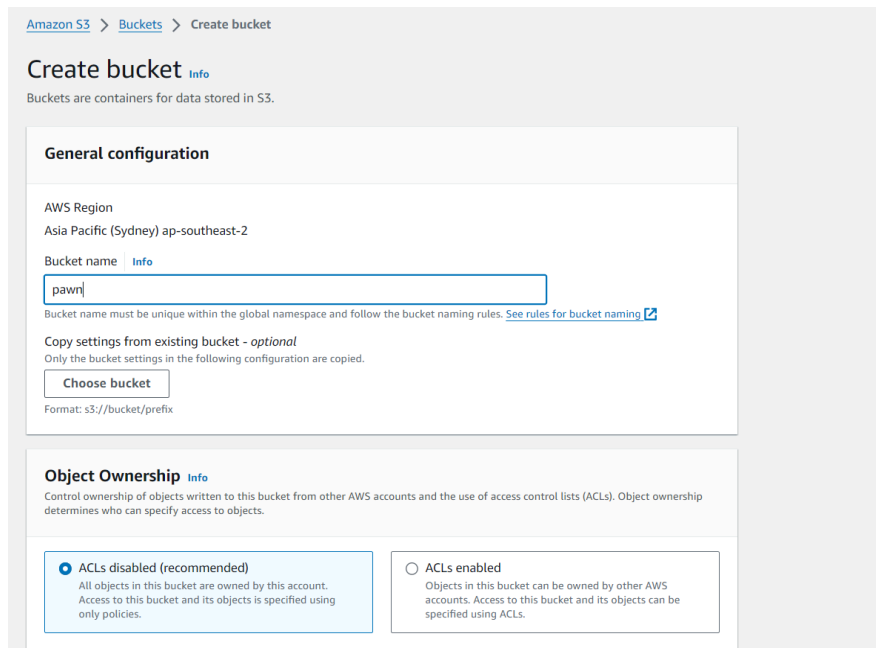 Amazon S3 > Buckets > Create bucket
Create bucket Info
Buckets are containers for data stored in S3.
General configuration
AWS Region
Asia Pacific (Sydney) ap-southeast-2
Bucket name Info
pawn
Bucket name must be unique within the global namespace and follow the bucket naming rules. See rules for bucket naming
Copy settings from existing bucket - optional
Only the bucket settings in the following configuration are copied.
Choose bucket
Format: s3://bucket/prefix
Object Ownership Info
Control ownership of objects written to this bucket from other AWS accounts and the use of access control lists (ACLs). Object ownership
determines who can specify access to objects.
ACLs disabled (recommended)
All objects in this bucket are owned by this account.
Access to this bucket and its objects is specified using
only policies.
ACLs enabled
Objects in this bucket can be owned by other AWS
accounts. Access to this bucket and its objects can be
specified using ACLs.